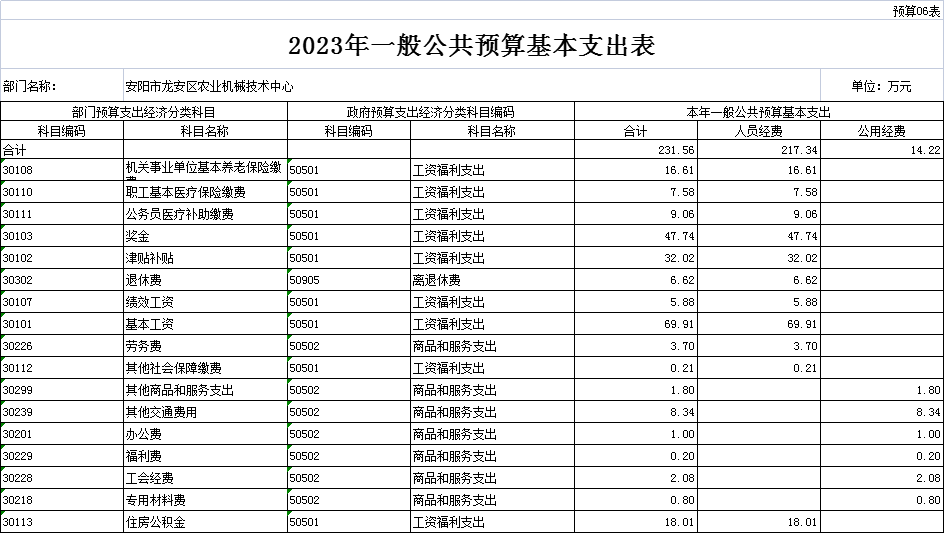 预算06表
2023年一般公共预算基本支出表
部门名称： 安阳市龙安区农业机械技术中心 单位：万元
部门预算支出经济分类科目 政府预算支出经济分类科目编码 本年一般公共预算基本支出
科目编码 科目名称 科目编码 科目名称 合计 人员经费 公用经费
合计 231.56 217.34 14.22
30108 机关事业单位基本养老保险缴费 50501 工资福利支出 16.61 16.61
30110 职工基本医疗保险缴费 50501 工资福利支出 7.58 7.58
30111 公务员医疗补助缴费 50501 工资福利支出 9.06 9.06
30103 奖金 50501 工资福利支出 47.74 47.74
30102 津贴补贴 50501 工资福利支出 32.02 32.02
30302 退休费 50905 离退休费 6.62 6.62
30107 绩效工资 50501 工资福利支出 5.88 5.88
30101 基本工资 50501 工资福利支出 69.91 69.91
30226 劳务费 50502 商品和服务支出 3.70 3.70
30112 其他社会保障缴费 50501 工资福利支出 0.21 0.21
30299 其他商品和服务支出 50502 商品和服务支出 1.80 1.80
30239 其他交通费用 50502 商品和服务支出 8.34 8.34
30201 办公费 50502 商品和服务支出 1.00 1.00
30229 福利费 50502 商品和服务支出 0.20 0.20
30228 工会经费 50502 商品和服务支出 2.08 2.08
30218 专用材料费 50502 商品和服务支出 0.80 0.80
30113 住房公积金 50501 工资福利支出 18.01 18.01